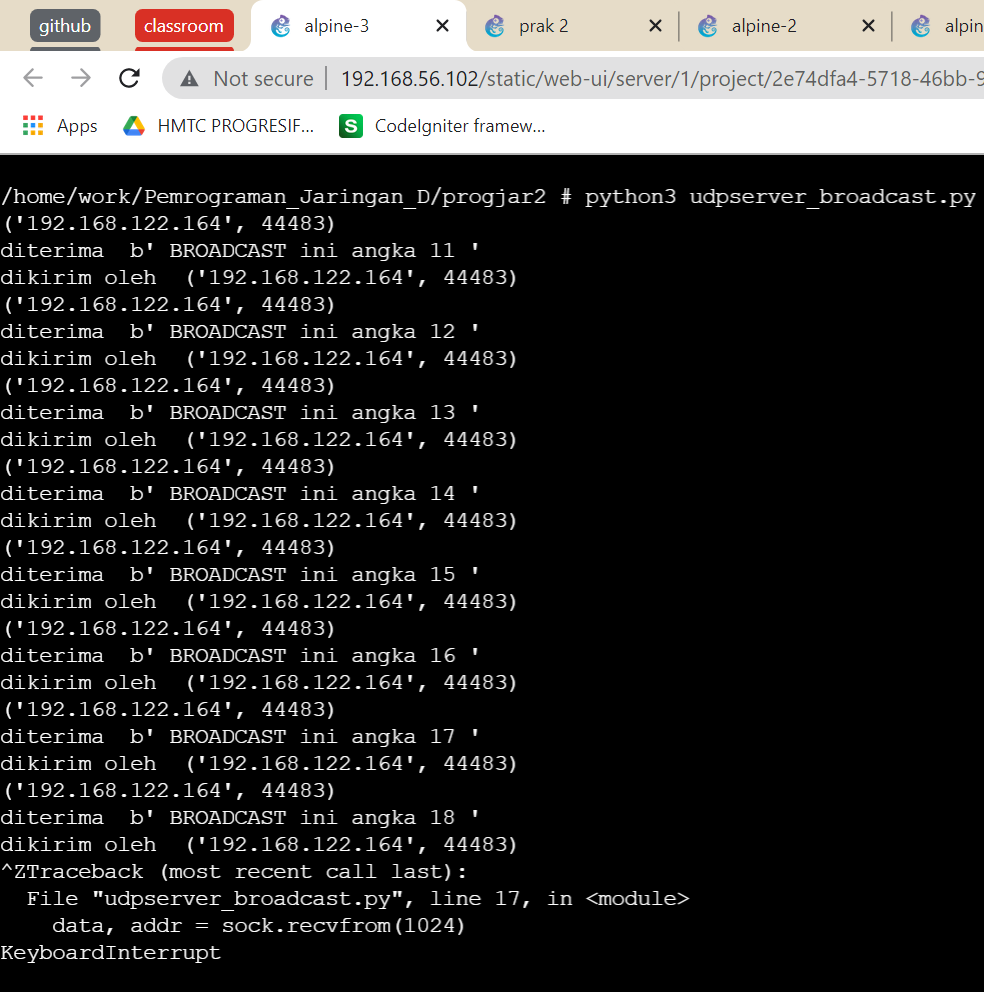 github classroom alpine-3 prak 2 alpine-2 alpin
Not secure 192.168.56.102/static/web-ui/server/1/project/2e74dfa4-5718-46bb-9
Apps HMTC PROGRESIF... CodeIgniter framew...
/home/work/Pemrograman_Jaringan_D/progjar2 # python3 udpserver_broadcast.py
('192.168.122.164', 44483)
diterima  b' BROADCAST ini angka 11 '
dikirim oleh  ('192.168.122.164', 44483)
('192.168.122.164', 44483)
diterima  b' BROADCAST ini angka 12 '
dikirim oleh  ('192.168.122.164', 44483)
('192.168.122.164', 44483)
diterima  b' BROADCAST ini angka 13 '
dikirim oleh  ('192.168.122.164', 44483)
('192.168.122.164', 44483)
diterima  b' BROADCAST ini angka 14 '
dikirim oleh  ('192.168.122.164', 44483)
('192.168.122.164', 44483)
diterima  b' BROADCAST ini angka 15 '
dikirim oleh  ('192.168.122.164', 44483)
('192.168.122.164', 44483)
diterima  b' BROADCAST ini angka 16 '
dikirim oleh  ('192.168.122.164', 44483)
('192.168.122.164', 44483)
diterima  b' BROADCAST ini angka 17 '
dikirim oleh  ('192.168.122.164', 44483)
('192.168.122.164', 44483)
diterima  b' BROADCAST ini angka 18 '
dikirim oleh  ('192.168.122.164', 44483)
^ZTraceback (most recent call last):
  File "udpserver_broadcast.py", line 17, in <module>
    data, addr = sock.recvfrom(1024)
KeyboardInterrupt